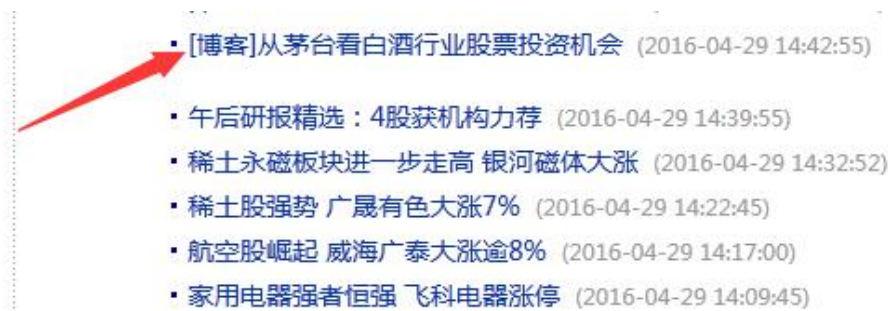 ▪ [博客]从茅台看白酒行业股票投资机会 (2016-04-29 14:42:55)
▪ 午后研报精选：4股获机构力荐 (2016-04-29 14:39:55)
▪ 稀土永磁板块进一步走高 银河磁体大涨 (2016-04-29 14:32:52)
▪ 稀土股强势 广晟有色大涨7% (2016-04-29 14:22:45)
▪ 航空股崛起 威海广泰大涨逾8% (2016-04-29 14:17:00)
▪ 家用电器强者恒强 飞科电器涨停 (2016-04-29 14:09:45)